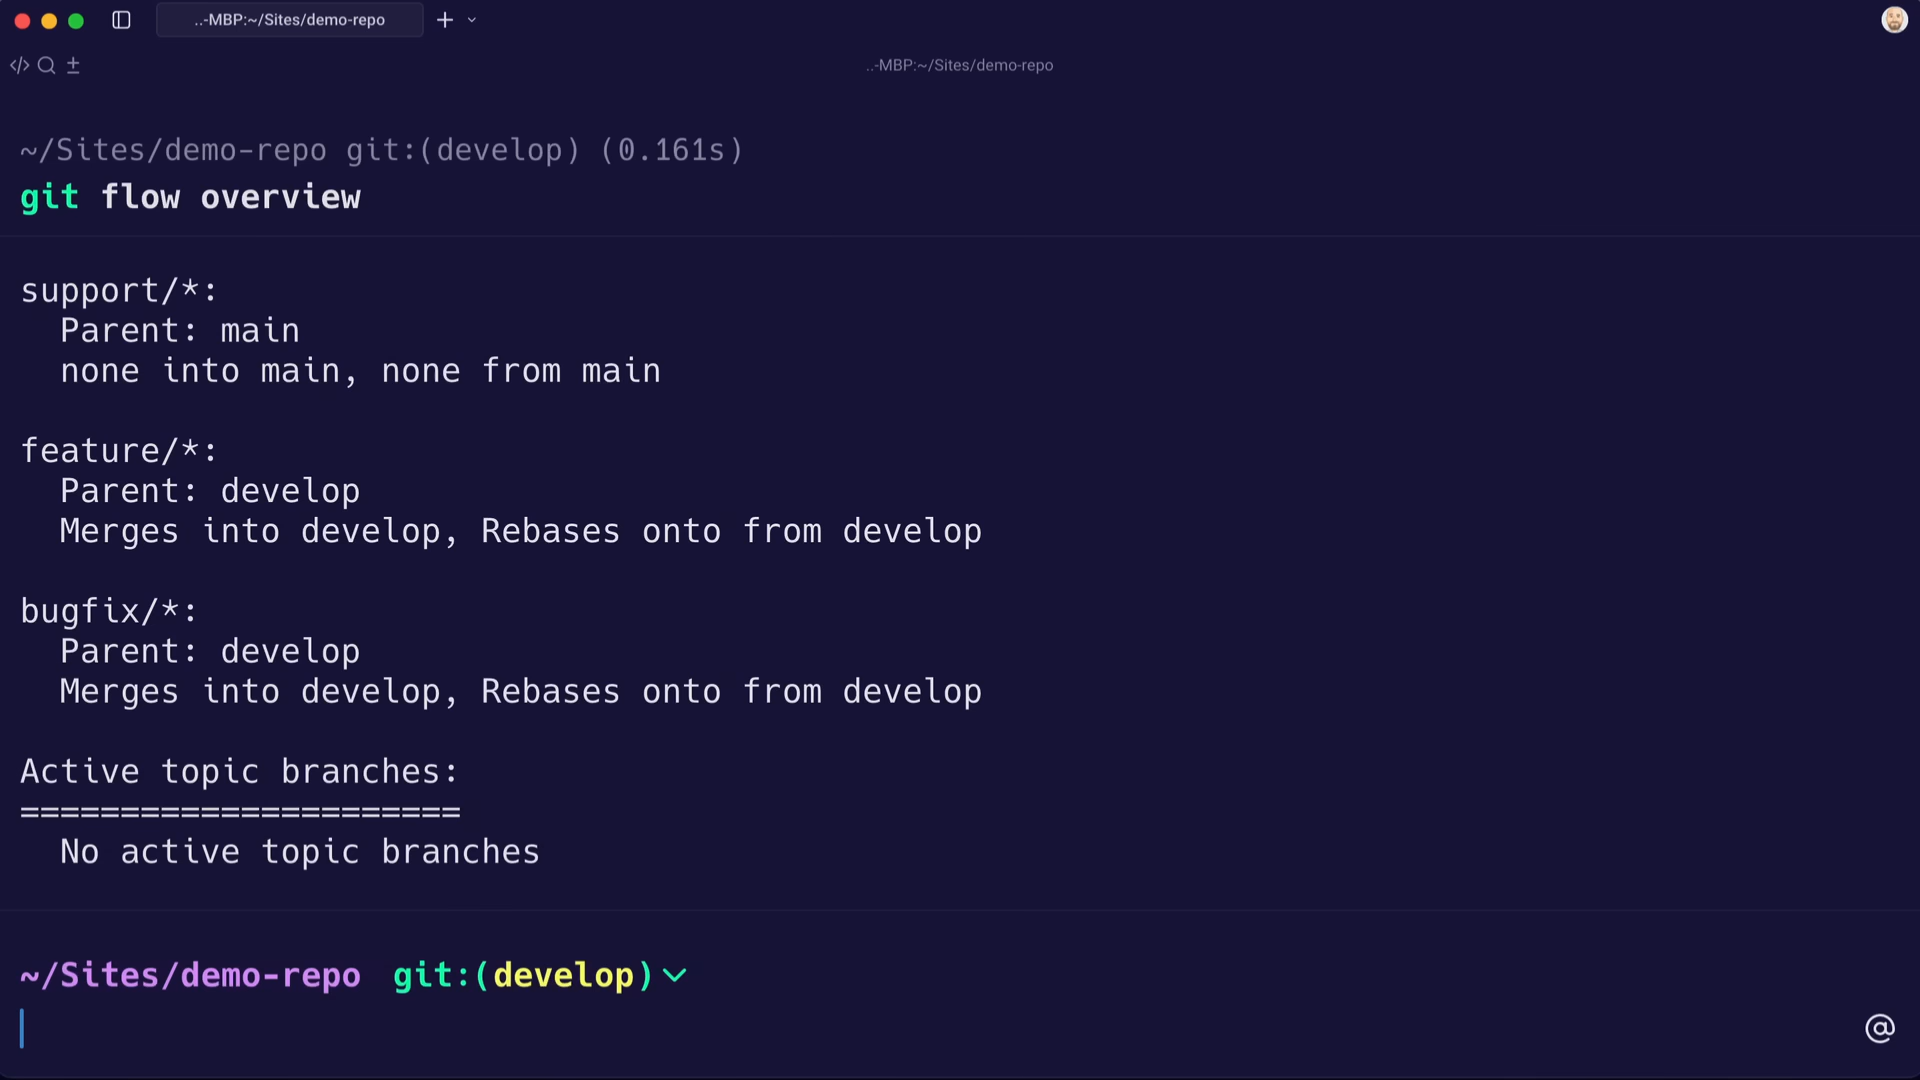 ..-MBP:~/Sites/demo-repo
..-MBP:~/Sites/demo-repo
~/Sites/demo-repo git:(develop) (0.161s)
git flow overview
support/*:
Parent: main
none into main, none from main
feature/*:
Parent: develop
Merges into develop, Rebases onto from develop
bugfix/*:
Parent: develop
Merges into develop, Rebases onto from develop
Active topic branches:
======================
No active topic branches
~/Sites/demo-repo git:(develop)
@